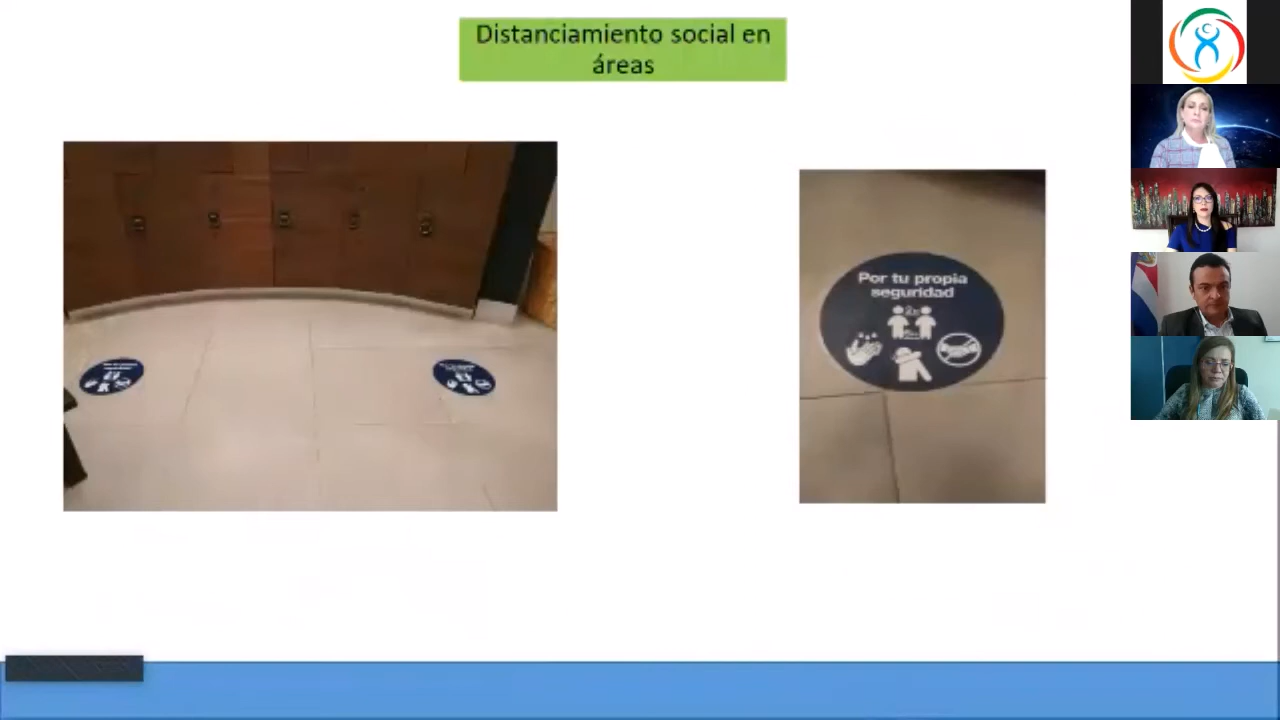 Distanciamiento social en
áreas
Por tu propia
seguridad